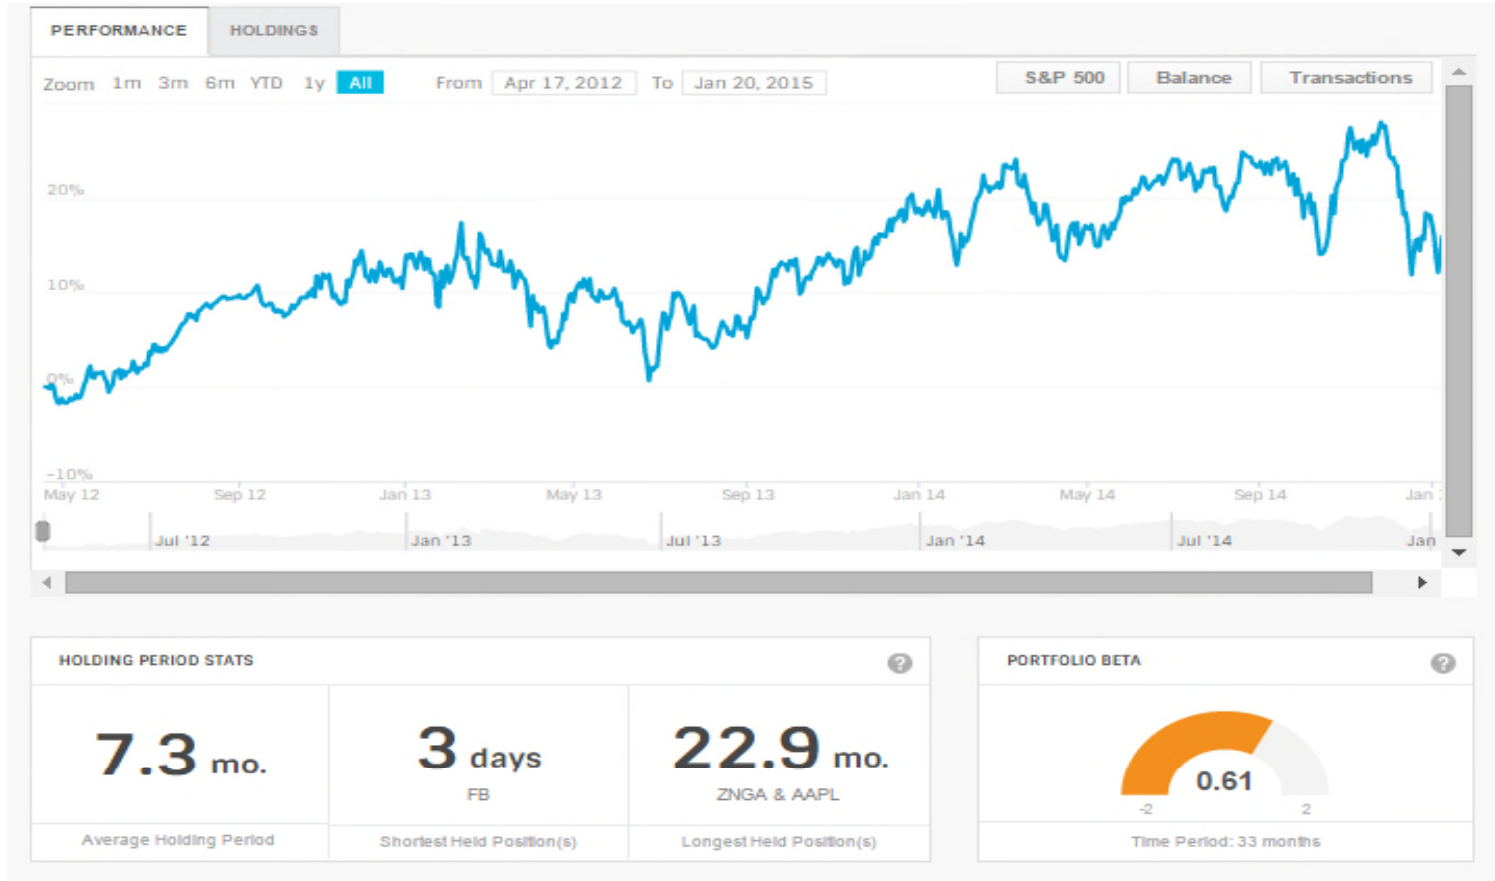 PERFORMANCE HOLDINGS
Zoom 1m 3m 6m YTD 1y All From Apr 17, 2012 To Jan 20, 2015 S&P 500 Balance Transactions
20%
10%
0%
-10%
May 12 Sep 12 Jan 13 May 13 Sep 13 Jan 14 May 14 Sep 14 Jan
Jul '12 Jan '13 Jul '13 Jan '14 Jul '14 Jan
HOLDING PERIOD STATS ?
7.3 mo.
Average Holding Period
3 days
FB
Shortest Held Position(s)
22.9 mo.
ZNGA & AAPL
Longest Held Position(s)
PORTFOLIO BETA ?
0.61
-2 2
Time Period: 33 months